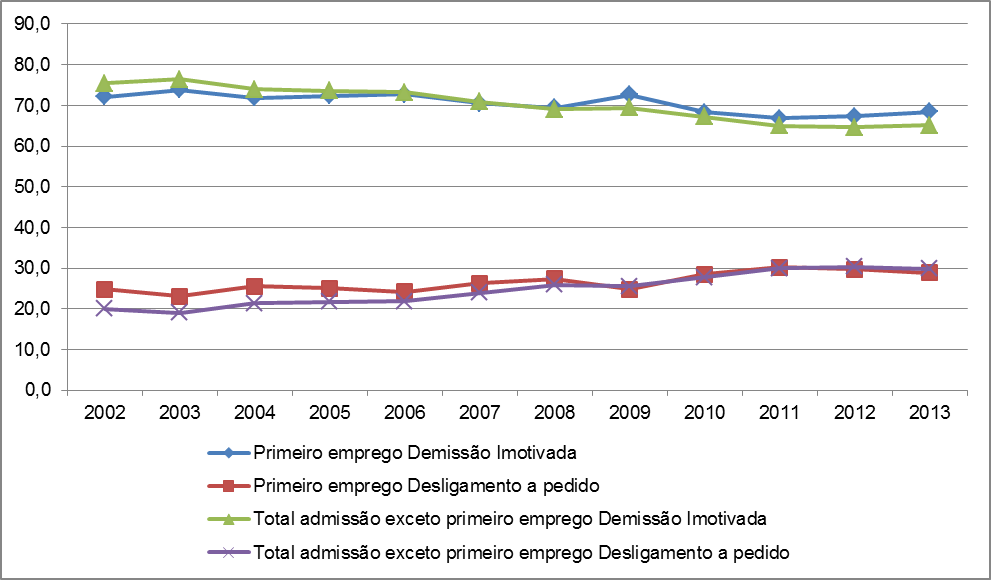 90,0
80,0
70,0
60,0
50,0
40,0
30,0
20,0
10,0
0,0
2002 2003 2004 2005 2006 2007 2008 2009 2010 2011 2012 2013
Primeiro emprego Demissão Imotivada
Primeiro emprego Desligamento a pedido
Total admissão exceto primeiro emprego Demissão Imotivada
Total admissão exceto primeiro emprego Desligamento a pedido